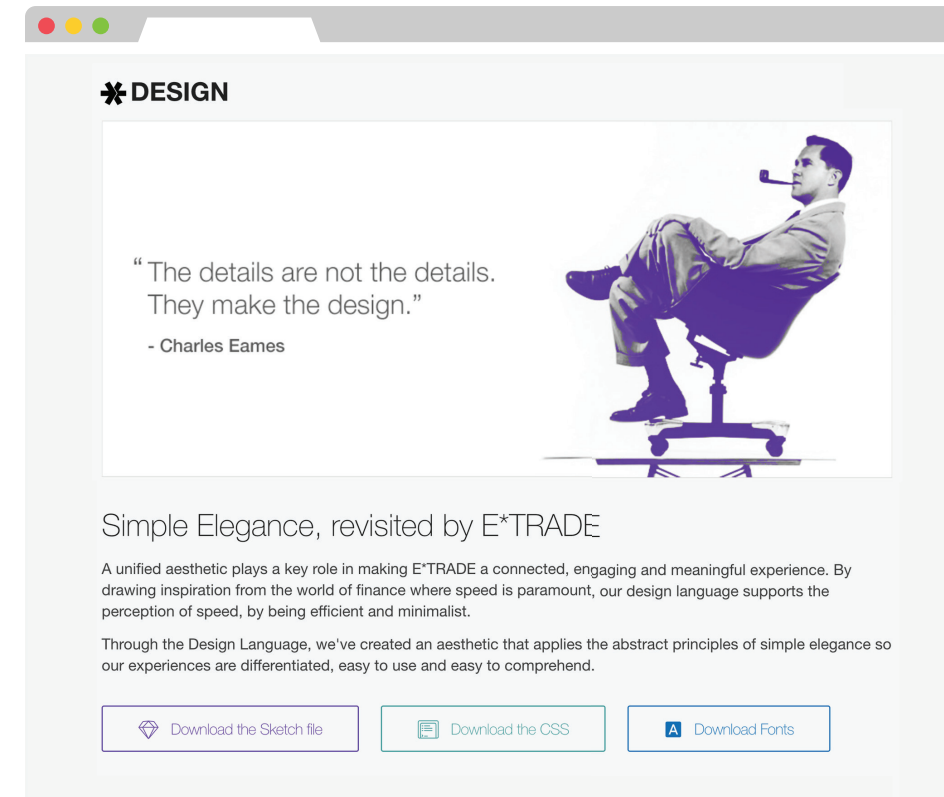 DESIGN
“ The details are not the details.
They make the design.”
- Charles Eames
Simple Elegance, revisited by E*TRADE
A unified aesthetic plays a key role in making E*TRADE a connected, engaging and meaningful experience. By
drawing inspiration from the world of finance where speed is paramount, our design language supports the
perception of speed, by being efficient and minimalist.
Through the Design Language, we've created an aesthetic that applies the abstract principles of simple elegance so
our experiences are differentiated, easy to use and easy to comprehend.
Download the Sketch file
Download the CSS
A Download Fonts